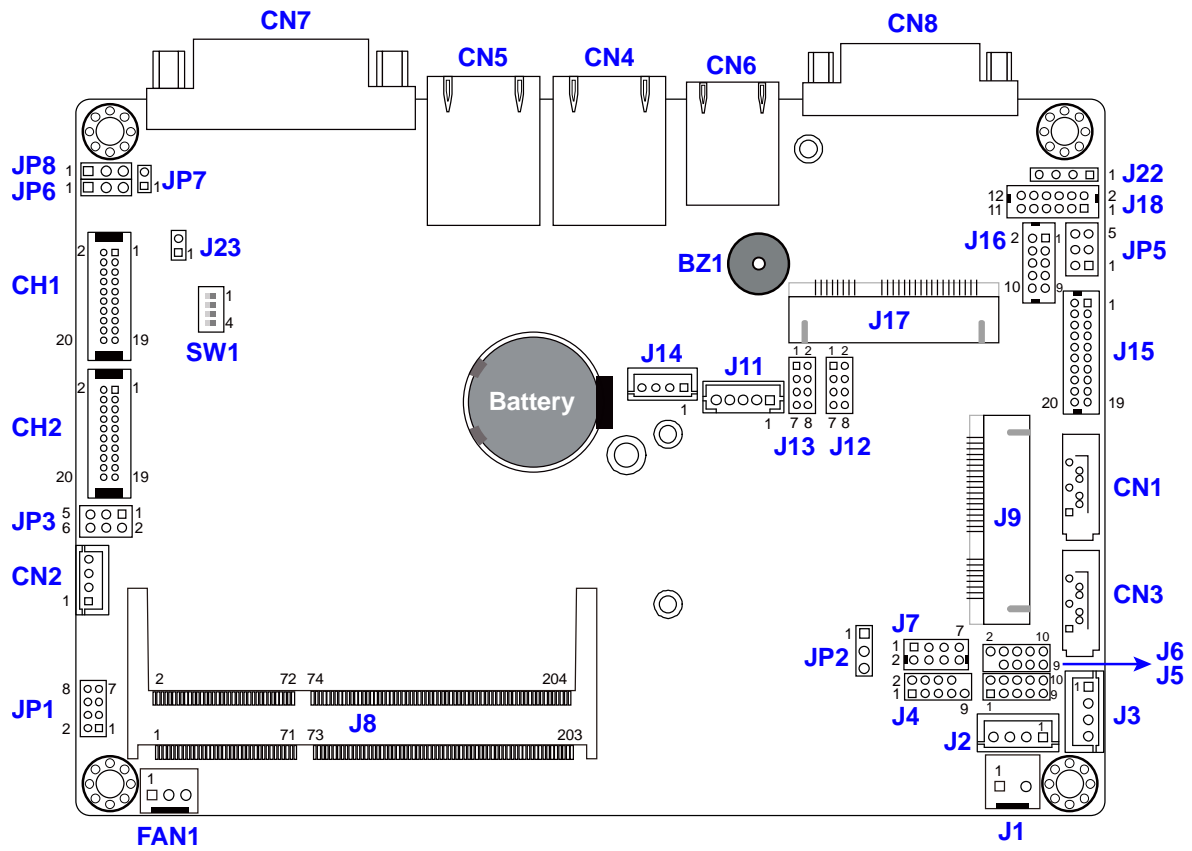 CN7
CN8
CN5
CN4
CN6
JP8 1
JP6 1
1 JP7
1 J22
12 2 J18
11 1
J16 2 1
10 9
5 JP5
1
2 1
CH1
20 19
1 J23
1
4
SW1
BZ1
J17
1 J15
20 19
J14
1
J11
1
1 2
7 8
J13
1 2
7 8
J12
Battery
2 1
CH2
20 19
CN1
J9
JP3 5 1
6 2
CN2
1
CN3
J7
1 7
2
JP2 1
2 10
9 J6
J5
2
1 9
J4
10
9
1
1 J3
J2 1
8 7
JP1
2 1
2 72 74 204
J8
1 71 73 203
1
FAN1
1
J1